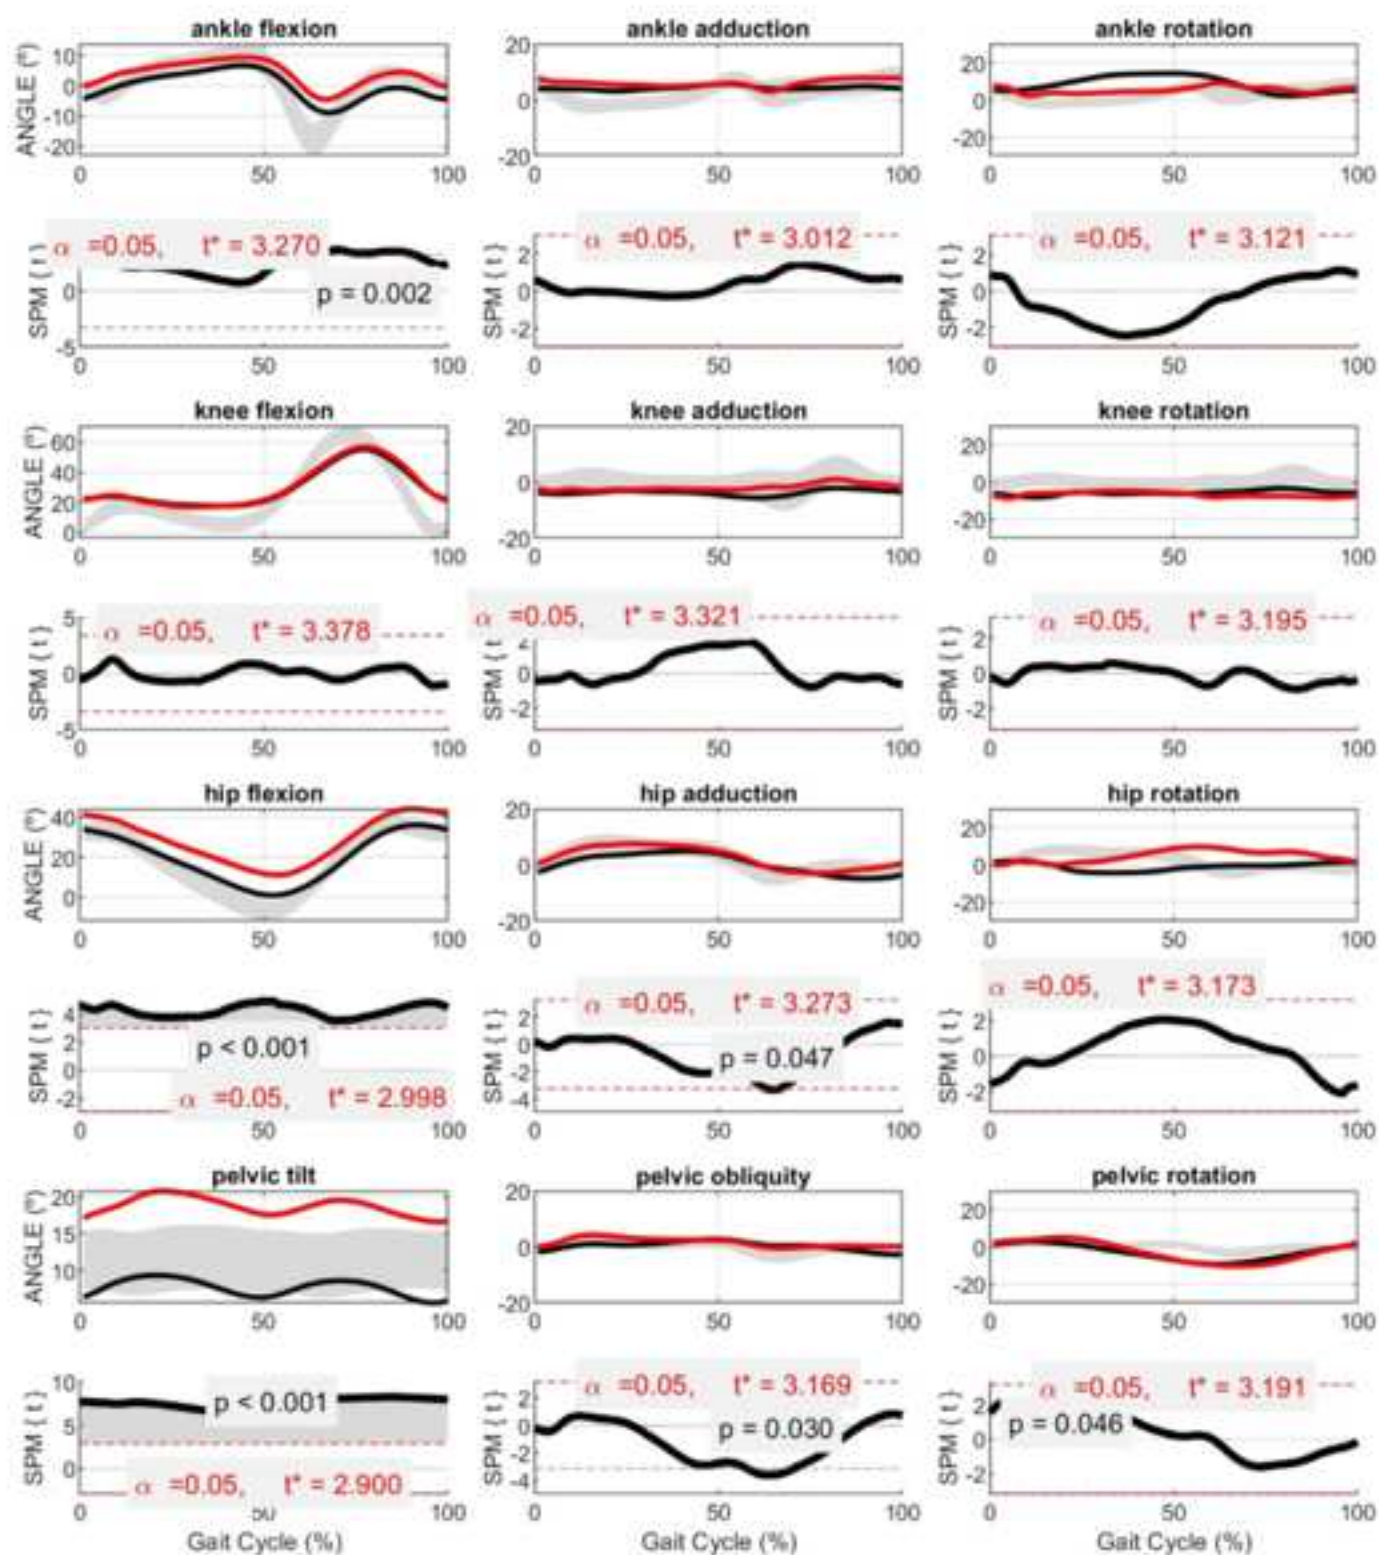 ankle flexion ankle adduction ankle rotation
ANGLE (°) 10 0 -10 -20 20 0 -20 20 0 -20
0 50 100 0 50 100 0 50 100
α =0.05, t* = 3.270 α =0.05, t* = 3.012 α =0.05, t* = 3.121
SPM { t } 0 -5 p = 0.002 SPM { t } 2 0 -2 SPM { t } 2 0 -2
0 50 100 0 50 100 0 50 100
knee flexion knee adduction knee rotation
ANGLE (°) 60 40 20 0 20 0 -20 20 0 -20
0 50 100 0 50 100 0 50 100
α =0.05, t* = 3.378 α =0.05, t* = 3.321 α =0.05, t* = 3.195
SPM { t } 5 0 -5 SPM { t 2 0 -2 SPM { t } 2 0 -2
0 50 100 0 50 100 0 50 100
hip flexion hip adduction hip rotation
ANGLE (°) 40 20 0 20 0 -20 20 0 -20
0 50 100 0 50 100 0 50 100
α =0.05, t* = 3.273 α =0.05, t* = 3.173
SPM { t } 4 2 0 -2 p < 0.001 SPM { t } 2 0 -2 -4 p = 0.047 SPM { t } 2 0 -2
α =0.05, t* = 2.998
0 50 100 0 50 100 0 50 100
pelvic tilt pelvic obliquity pelvic rotation
ANGLE (°) 20 15 10 20 0 -20 20 0 -20
0 50 100 0 50 100 0 50 100
α =0.05, t* = 3.169 α =0.05, t* = 3.191
SPM { t } 10 5 0 p < 0.001 SPM { t } 2 0 -2 -4 p = 0.030 SPM { t } 2 0 -2 p = 0.046
α =0.05, t* = 2.900
0 50 100 0 50 100 0 50 100
Gait Cycle (%) Gait Cycle (%) Gait Cycle (%)